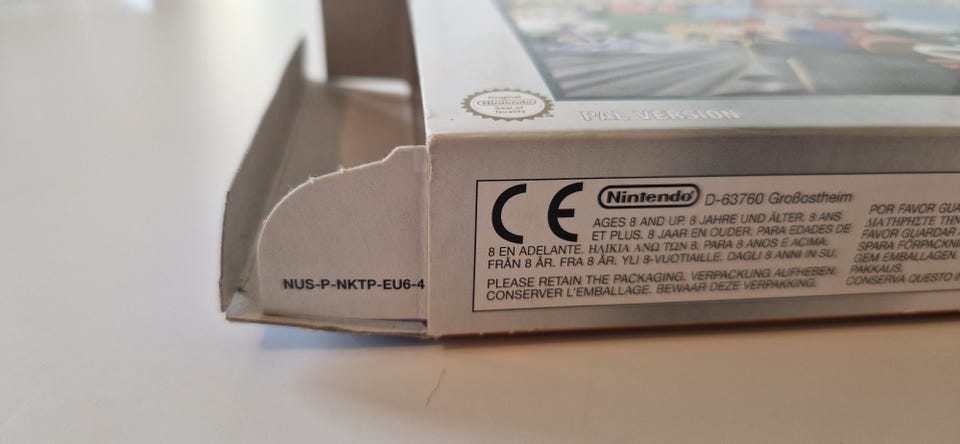 Original
Nintendo
Seal of
Quality
PAL VERSION
CE Nintendo D-63760 Großostheim
AGES 8 AND UP. 8 JAHRE UND ÄLTER. 8 ANS
ET PLUS. 8 JAAR EN OUDER. PARA EDADES DE
8 EN ADELANTE. ΗΛΙΚΙΑ ΑΝΩ ΤΩΝ 8. PARA 8 ANOS E ACIMA.
FRÅN 8 ÅR. FRA 8 ÅR. YLI 8-VUOTIAILLE. DAGLI 8 ANNI IN SU.
PLEASE RETAIN THE PACKAGING. VERPACKUNG AUFHEBEN.
CONSERVER L'EMBALLAGE. BEWAAR DEZE VERPAKKING.
POR FAVOR GUA
ΔΙΑΤΗΡΗΣΤΕ ΤΗΝ
FAVOR GUARDAR
SPARA FÖRPACKN
GEM EMBALLAGEN.
PAKKAUS.
CONSERVA QUESTO I
NUS-P-NKTP-EU6-4